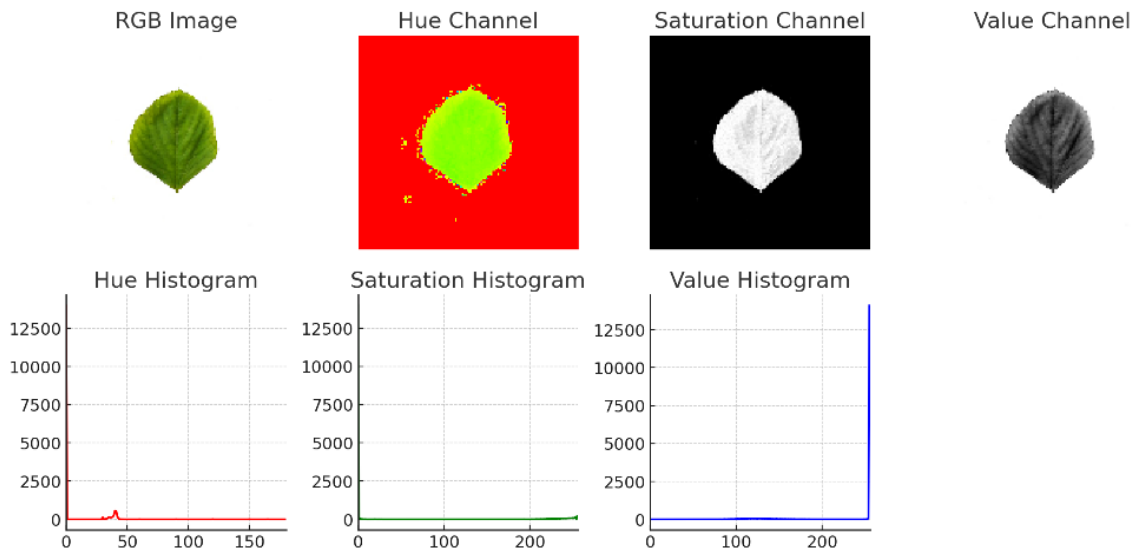 RGB Image Hue Channel Saturation Channel Value Channel
Hue Histogram Saturation Histogram Value Histogram
12500 12500 12500
10000 10000 10000
7500 7500 7500
5000 5000 5000
2500 2500 2500
0 0 0
0 50 100 150 0 100 200 0 100 200